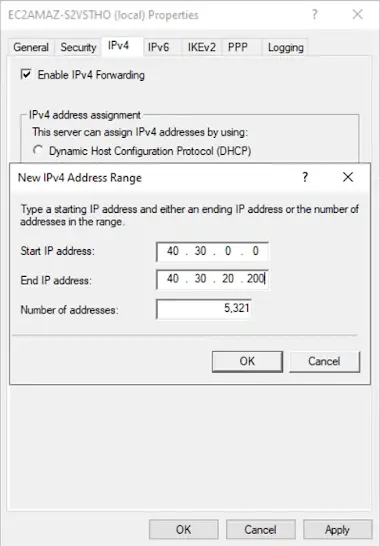 EC2AMAZ-S2VSTHO (local) Properties ? ×
General Security IPv4 IPv6 IKEv2 PPP Logging
Enable IPv4 Forwarding
IPv4 address assignment
This server can assign IPv4 addresses by using:
Dynamic Host Configuration Protocol (DHCP)
New IPv4 Address Range ? ×
Type a starting IP address and either an ending IP address or the number of
addresses in the range.
Start IP address: 40 . 30 . 0 . 0
End IP address: 40 . 30 . 20 . 200
Number of addresses: 5,321
OK Cancel
OK Cancel Apply